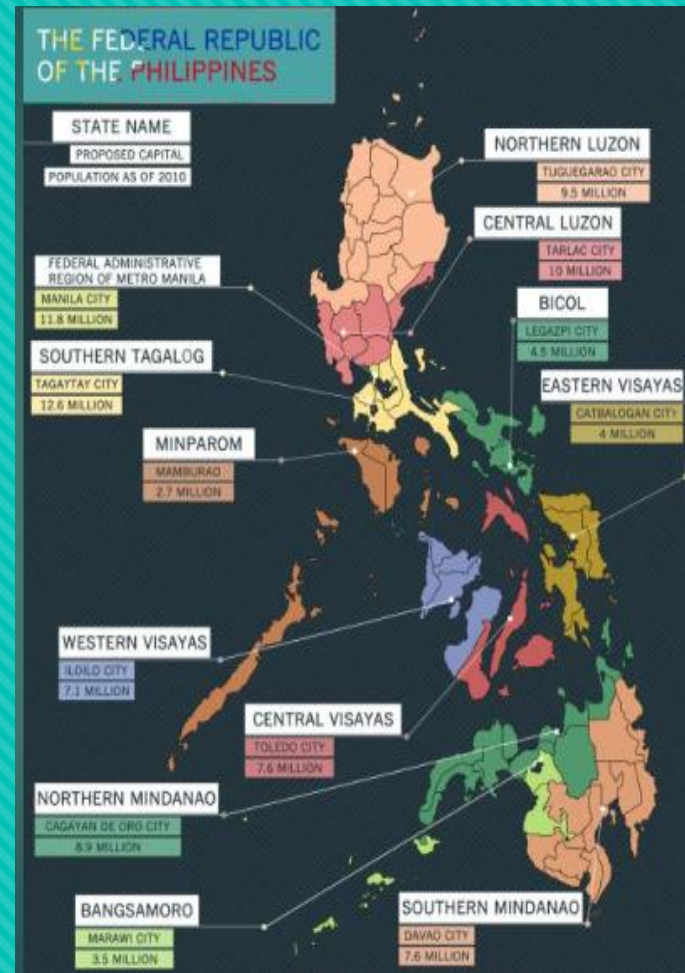 THE FEDERAL REPUBLIC
OF THE PHILIPPINES
STATE NAME
PROPOSED CAPITAL
POPULATION AS OF 2010
NORTHERN LUZON
TUGUEGARAO CITY
9.5 MILLION
CENTRAL LUZON
TARLAC CITY
10 MILLION
FEDERAL ADMINISTRATIVE
REGION OF METRO MANILA
MANILA CITY
11.8 MILLION
BICOL
LEGAZPI CITY
4.5 MILLION
SOUTHERN TAGALOG
TAGAYTAY CITY
12.6 MILLION
EASTERN VISAYAS
CATBALOGAN CITY
4 MILLION
MINPAROM
MAMBURAO
2.7 MILLION
WESTERN VISAYAS
ILOILO CITY
7.1 MILLION
CENTRAL VISAYAS
TOLEDO CITY
7.6 MILLION
NORTHERN MINDANAO
CAGAYAN DE ORO CITY
8.9 MILLION
BANGSAMORO
MARAWI CITY
3.5 MILLION
SOUTHERN MINDANAO
DAVAO CITY
7.6 MILLION